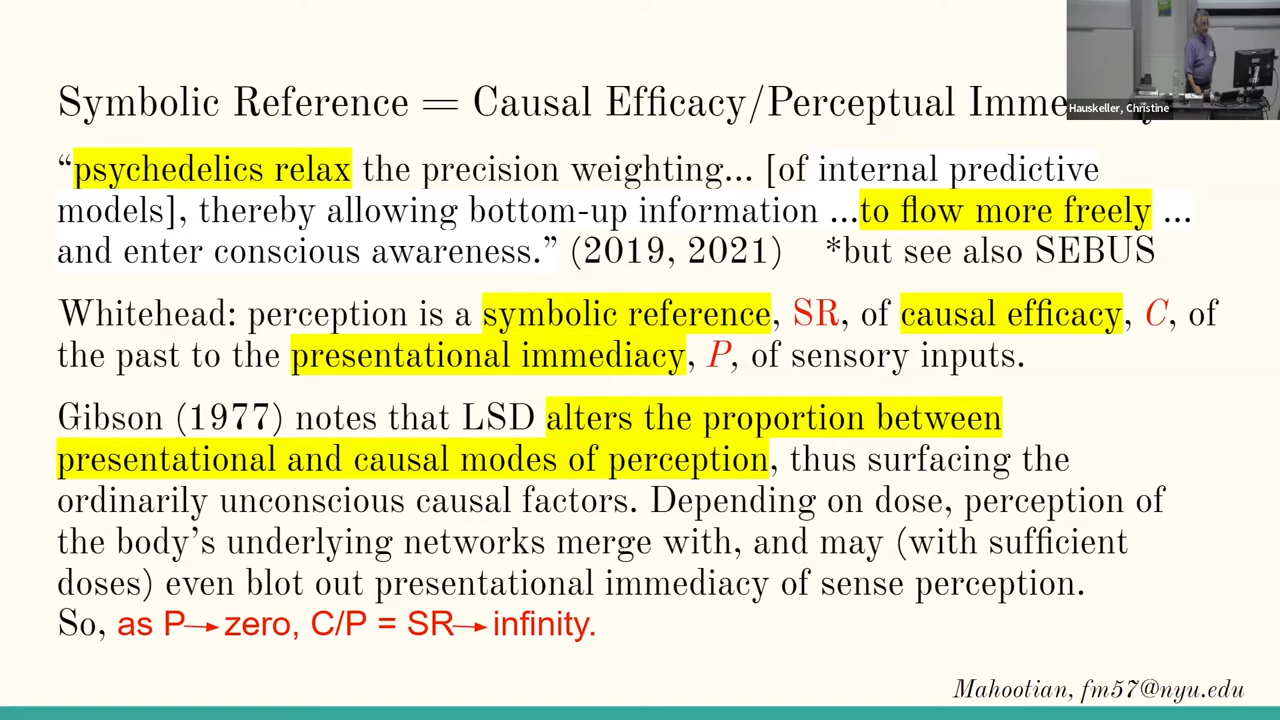 Hauskeller, Christine
Symbolic Reference = Causal Efficacy/Perceptual
“psychedelics relax the precision weighting... [of internal predictive
models], thereby allowing bottom-up information ...to flow more freely ...
and enter conscious awareness.” (2019, 2021) *but see also SEBUS
Whitehead: perception is a symbolic reference, SR, of causal efficacy, C, of
the past to the presentational immediacy, P, of sensory inputs.
Gibson (1977) notes that LSD alters the proportion between
presentational and causal modes of perception, thus surfacing the
ordinarily unconscious causal factors. Depending on dose, perception of
the body’s underlying networks merge with, and may (with sufficient
doses) even blot out presentational immediacy of sense perception.
So, as P→zero, C/P = SR→infinity.
Mahootian, fm57@nyu.edu